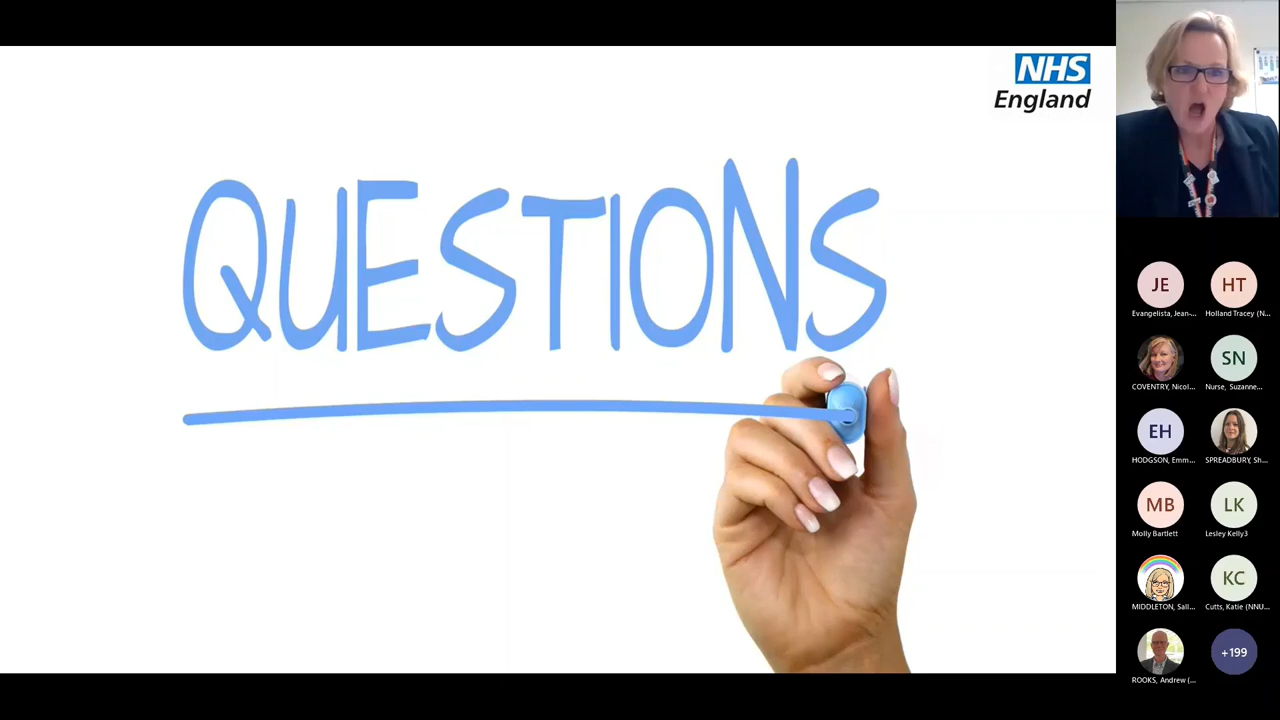 NHS
England
QUESTIONS
JE
HT
Evangelista, Jean-...
Holland Tracey (N...
SN
COVENTRY, Nicol...
Nurse, Suzanne...
EH
HODGSON, Emm...
SPREADBURY, Sh...
MB
LK
Molly Bartlett
Lesley Kelly3
KC
MIDDLETON, Sall...
Cutts, Katie (NNU...
+199
ROOKS, Andrew (...